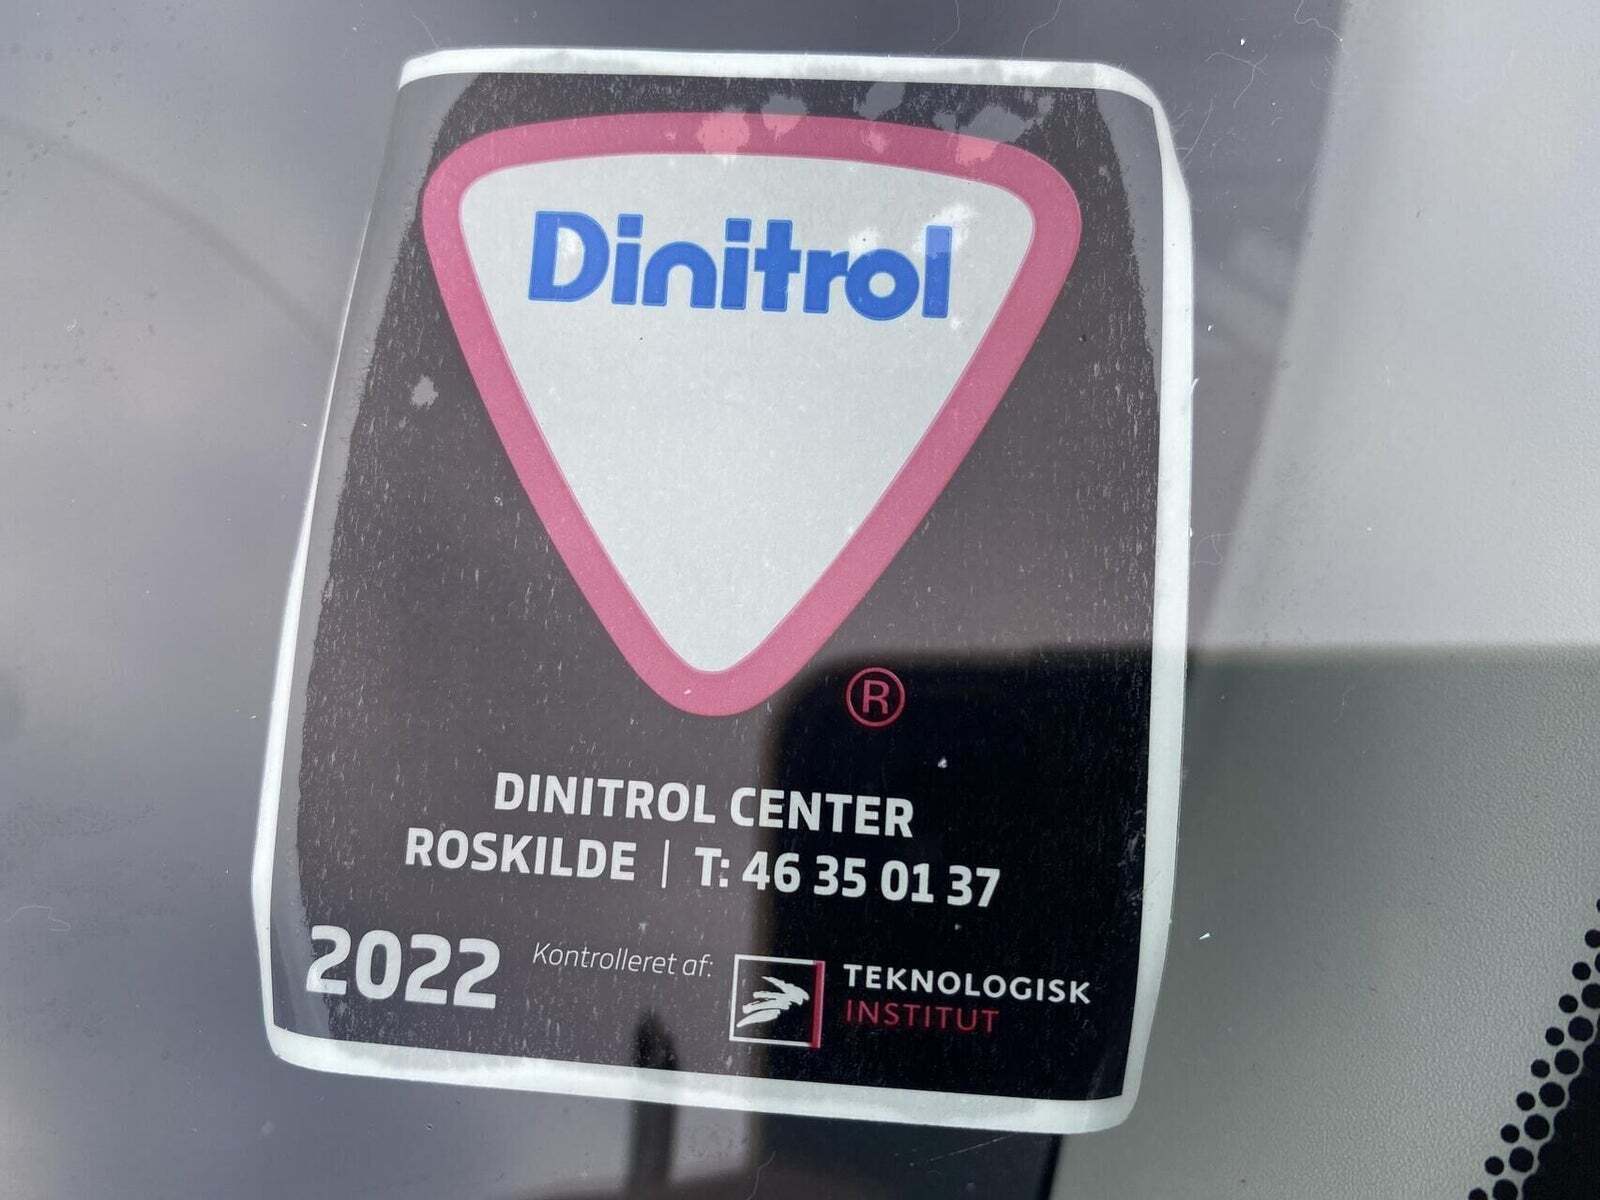 Dinitrol
®
DINITROL CENTER
ROSKILDE | T: 46 35 01 37
2022 Kontrolleret af: TEKNOLOGISK
INSTITUT